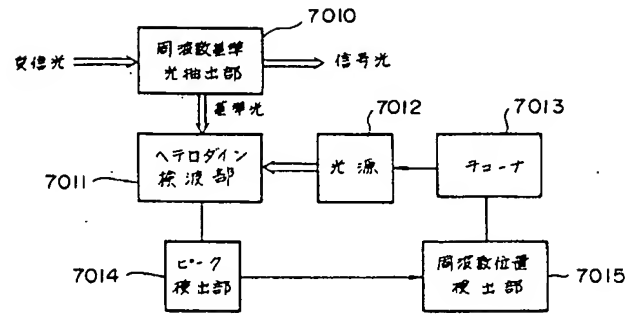 7010
受信光
周波数基準
光抽出部
信号光
基準光
7012
7013
ヘテロダイン
検波部
光源
チューナ
7011
7014
ピーク
検出部
周波数位置
検出部
7015